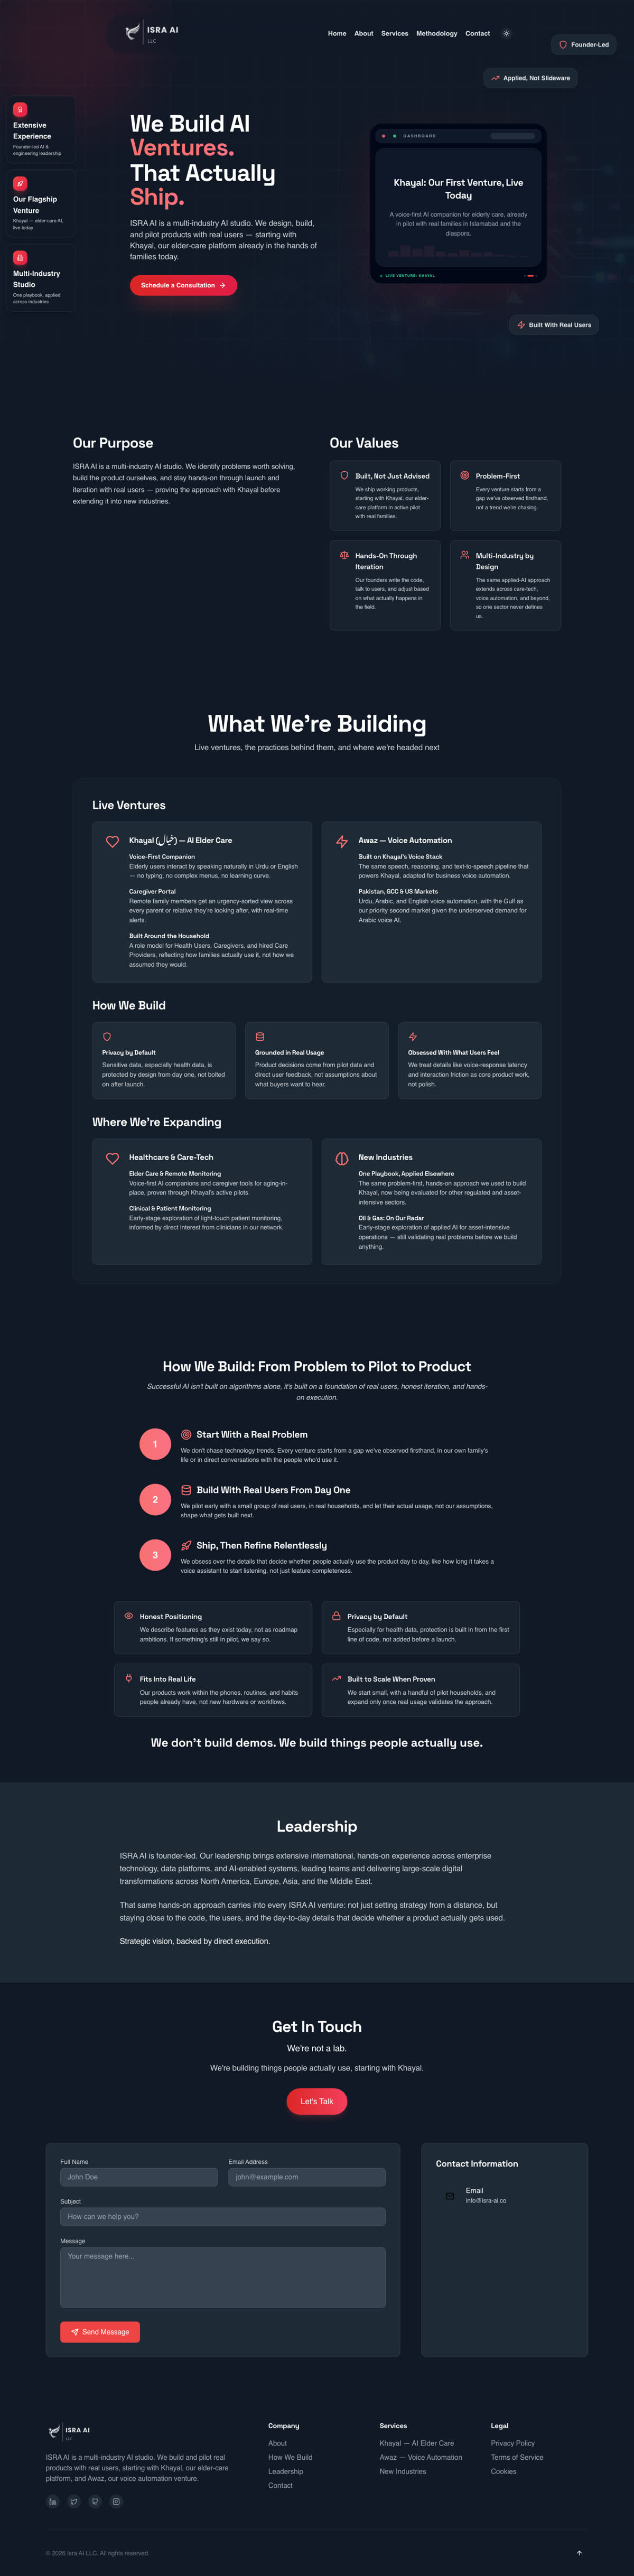 ISRA AI
LLC
Home About Services Methodology Contact
Founder-Led
Applied, Not Slideware
Extensive
Experience
Founder-led AI &
engineering leadership
Our Flagship
Venture
Khayal — elder-care AI,
live today
Multi-Industry
Studio
One playbook, applied
across industries
We Build AI
Ventures.
That Actually
Ship.
ISRA AI is a multi-industry AI studio. We design, build,
and pilot products with real users — starting with
Khayal, our elder-care platform already in the hands of
families today.
Schedule a Consultation
DASHBOARD
Khayal: Our First Venture, Live
Today
A voice-first AI companion for elderly care, already
in pilot with real families in Islamabad and the
diaspora.
LIVE VENTURE: KHAYAL
Built With Real Users
Our Purpose
ISRA AI is a multi-industry AI studio. We identify problems worth solving,
build the product ourselves, and stay hands-on through launch and
iteration with real users — proving the approach with Khayal before
extending it into new industries.
Our Values
Built, Not Just Advised
We ship working products,
starting with Khayal, our elder-
care platform in active pilot
with real families.
Problem-First
Every venture starts from a
gap we've observed firsthand,
not a trend we're chasing.
Hands-On Through
Iteration
Our founders write the code,
talk to users, and adjust based
on what actually happens in
the field.
Multi-Industry by
Design
The same applied-AI approach
extends across care-tech,
voice automation, and beyond,
so one sector never defines
us.
What We're Building
Live ventures, the practices behind them, and where we're headed next
Live Ventures
Khayal (خیال) — AI Elder Care
Voice-First Companion
Elderly users interact by speaking naturally in Urdu or English
— no typing, no complex menus, no learning curve.
Caregiver Portal
Remote family members get an urgency-sorted view across
every parent or relative they're looking after, with real-time
alerts.
Built Around the Household
A role model for Health Users, Caregivers, and hired Care
Providers, reflecting how families actually use it, not how we
assumed they would.
Awaz — Voice Automation
Built on Khayal's Voice Stack
The same speech, reasoning, and text-to-speech pipeline that
powers Khayal, adapted for business voice automation.
Pakistan, GCC & US Markets
Urdu, Arabic, and English voice automation, with the Gulf as
our priority second market given the underserved demand for
Arabic voice AI.
How We Build
Privacy by Default
Sensitive data, especially health data, is
protected by design from day one, not bolted
on after launch.
Grounded in Real Usage
Product decisions come from pilot data and
direct user feedback, not assumptions about
what buyers want to hear.
Obsessed With What Users Feel
We treat details like voice-response latency
and interaction friction as core product work,
not polish.
Where We're Expanding
Healthcare & Care-Tech
Elder Care & Remote Monitoring
Voice-first AI companions and caregiver tools for aging-in-
place, proven through Khayal's active pilots.
Clinical & Patient Monitoring
Early-stage exploration of light-touch patient monitoring,
informed by direct interest from clinicians in our network.
New Industries
One Playbook, Applied Elsewhere
The same problem-first, hands-on approach we used to build
Khayal, now being evaluated for other regulated and asset-
intensive sectors.
Oil & Gas: On Our Radar
Early-stage exploration of applied AI for asset-intensive
operations — still validating real problems before we build
anything.
How We Build: From Problem to Pilot to Product
Successful AI isn't built on algorithms alone, it's built on a foundation of real users, honest iteration, and hands-
on execution.
1
Start With a Real Problem
We don't chase technology trends. Every venture starts from a gap we've observed firsthand, in our own family's
life or in direct conversations with the people who'd use it.
2
Build With Real Users From Day One
We pilot early with a small group of real users, in real households, and let their actual usage, not our assumptions,
shape what gets built next.
3
Ship, Then Refine Relentlessly
We obsess over the details that decide whether people actually use the product day to day, like how long it takes a
voice assistant to start listening, not just feature completeness.
Honest Positioning
We describe features as they exist today, not as roadmap
ambitions. If something's still in pilot, we say so.
Privacy by Default
Especially for health data, protection is built in from the first
line of code, not added before a launch.
Fits Into Real Life
Our products work within the phones, routines, and habits
people already have, not new hardware or workflows.
Built to Scale When Proven
We start small, with a handful of pilot households, and
expand only once real usage validates the approach.
We don't build demos. We build things people actually use.
Leadership
ISRA AI is founder-led. Our leadership brings extensive international, hands-on experience across enterprise
technology, data platforms, and AI-enabled systems, leading teams and delivering large-scale digital
transformations across North America, Europe, Asia, and the Middle East.
That same hands-on approach carries into every ISRA AI venture: not just setting strategy from a distance, but
staying close to the code, the users, and the day-to-day details that decide whether a product actually gets used.
Strategic vision, backed by direct execution.
Get In Touch
We're not a lab.
We're building things people actually use, starting with Khayal.
Let's Talk
Full Name
John Doe
Email Address
john@example.com
Subject
How can we help you?
Message
Your message here...
Send Message
Contact Information
Email
info@isra-ai.co
ISRA AI
LLC
ISRA AI is a multi-industry AI studio. We build and pilot real
products with real users, starting with Khayal, our elder-care
platform, and Awaz, our voice automation venture.
Company
About
How We Build
Leadership
Contact
Services
Khayal — AI Elder Care
Awaz — Voice Automation
New Industries
Legal
Privacy Policy
Terms of Service
Cookies
© 2026 Isra AI LLC. All rights reserved.